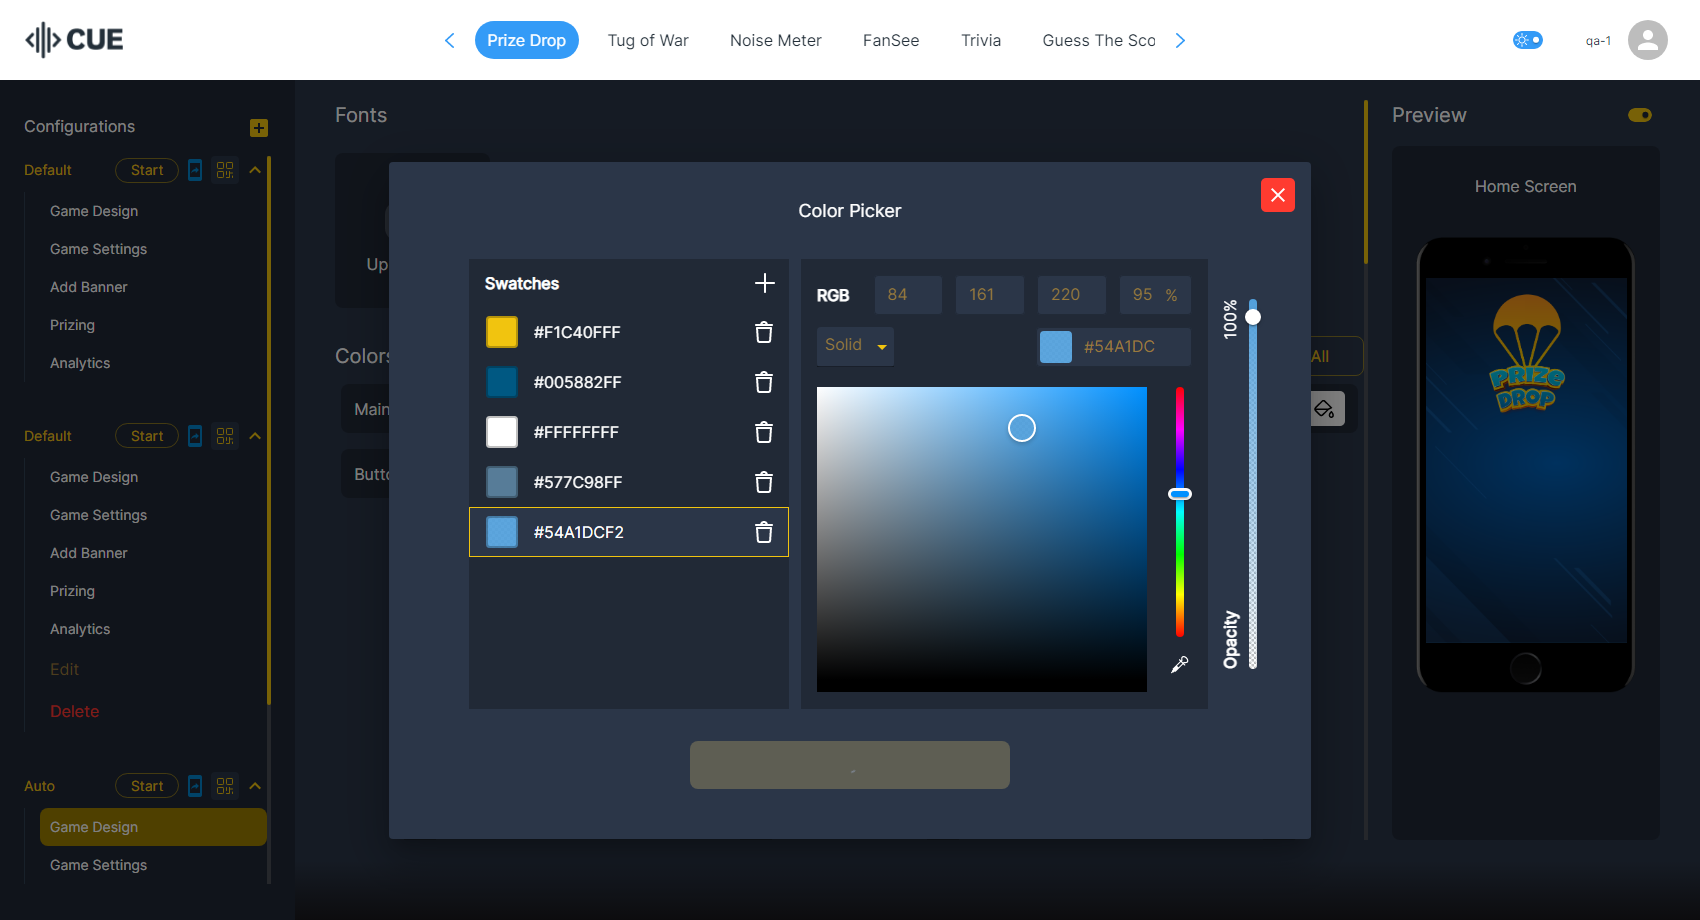 CUE
Prize Drop
Tug of War
Noise Meter
FanSee
Trivia
Guess The Sco
qa-1
Configurations
Default
Start
Game Design
Game Settings
Add Banner
Prizing
Analytics
Default
Start
Game Design
Game Settings
Add Banner
Prizing
Analytics
Edit
Delete
Auto
Start
Game Design
Game Settings
Fonts
Up
Colors
Main
Butto
All
Color Picker
Swatches
#F1C40FFF
#005882FF
#FFFFFFFF
#577C98FF
#54A1DCF2
RGB
84
161
220
95 %
Solid
#54A1DC
100%
Opacity
Preview
Home Screen
PRIZE
DROP